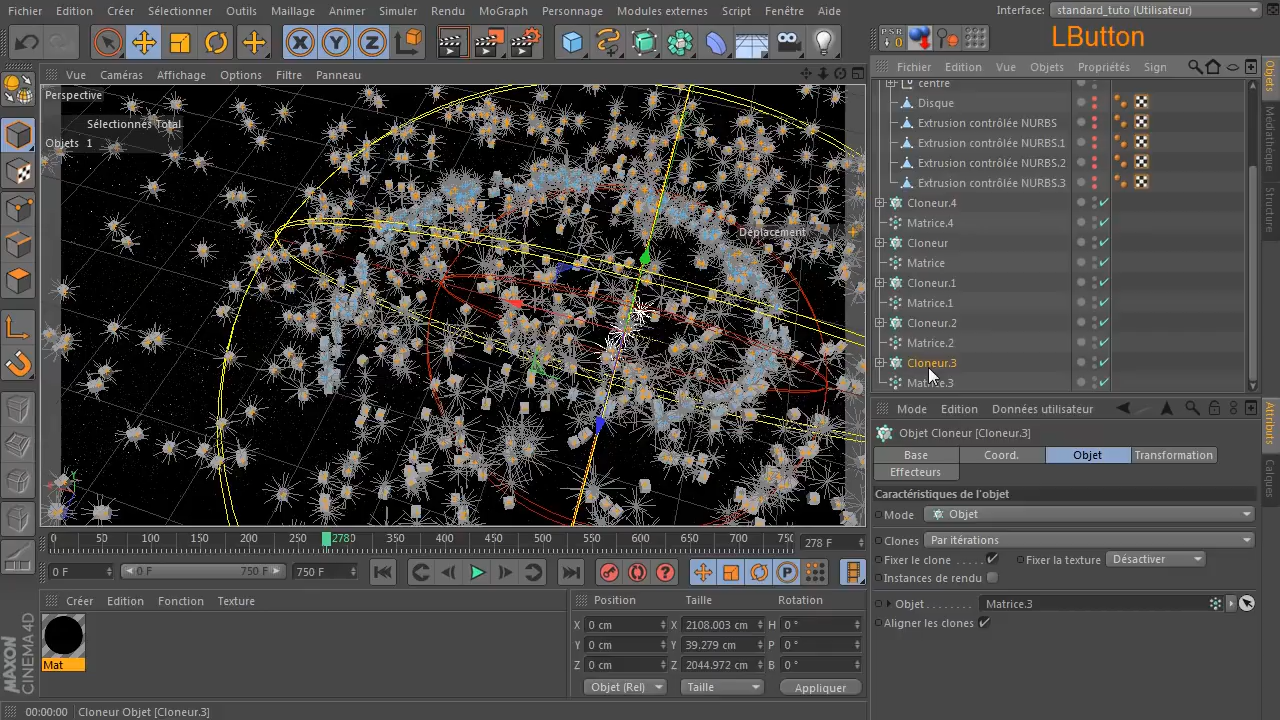 Fichier Edition Créer Sélectionner Outils Maillage Animer Simuler Rendu MoGraph Personnage Modules externes Script Fenêtre Aide Interface: standard_tuto (Utilisateur)
LButton
PSR
Vue Caméras Affichage Options Filtre Panneau
Fichier Edition Vue Objets Propriétés Sign
Perspective
Sélectionnés Total
Objets 1
Déplacement
centre
Disque
Extrusion contrôlée NURBS
Extrusion contrôlée NURBS.1
Extrusion contrôlée NURBS.2
Extrusion contrôlée NURBS.3
Cloneur.4
Matrice.4
Cloneur
Matrice
Cloneur.1
Matrice.1
Cloneur.2
Matrice.2
Cloneur.3
Matrice.3
Objets
Médiathèque
Structure
Mode Edition Données utilisateur
Objet Cloneur [Cloneur.3]
Base Coord. Objet Transformation
Effecteurs
Caractéristiques de l'objet
Mode Objet
Clones Par itérations
Fixer le clone ..... Fixer la texture Désactiver
Instances de rendu
Objet ........ Matrice.3
Aligner les clones
Attributs
Calques
0 50 100 150 200 250 278 350 400 450 500 550 600 650 700 750 278 F
0 F 0 F 750 F 750 F
Créer Edition Fonction Texture
Mat
Position Taille Rotation
X 0 cm X 2108.003 cm H 0 °
Y 0 cm Y 39.279 cm P 0 °
Z 0 cm Z 2044.972 cm B 0 °
Objet (Rel) Taille Appliquer
MAXON
CINEMA 4D
00:00:00 Cloneur Objet [Cloneur.3]